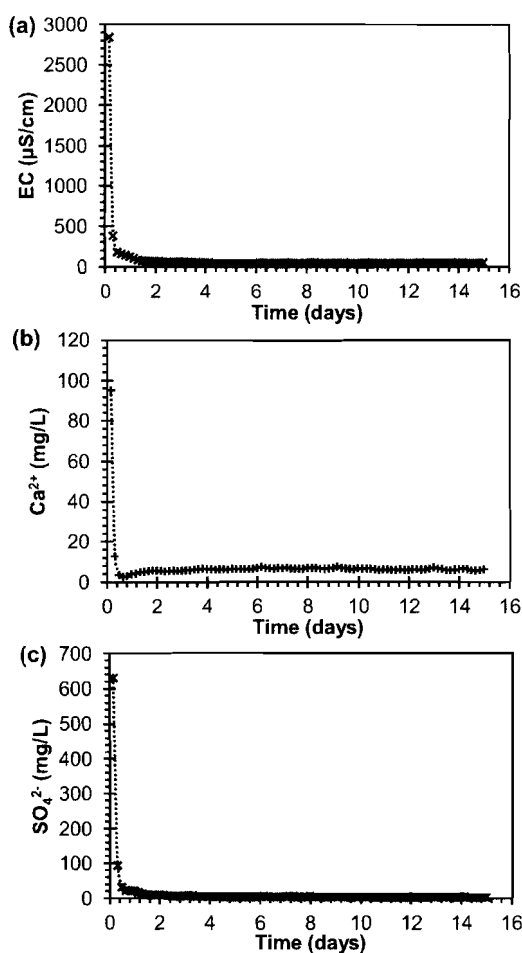 (a)
3000
2500
2000
1500
1000
500
0
EC (µS/cm)
0 2 4 6 8 10 12 14 16
Time (days)
(b)
120
100
80
60
40
20
0
Ca²⁺ (mg/L)
0 2 4 6 8 10 12 14 16
Time (days)
(c)
700
600
500
400
300
200
100
0
SO₄²⁻ (mg/L)
0 2 4 6 8 10 12 14 16
Time (days)